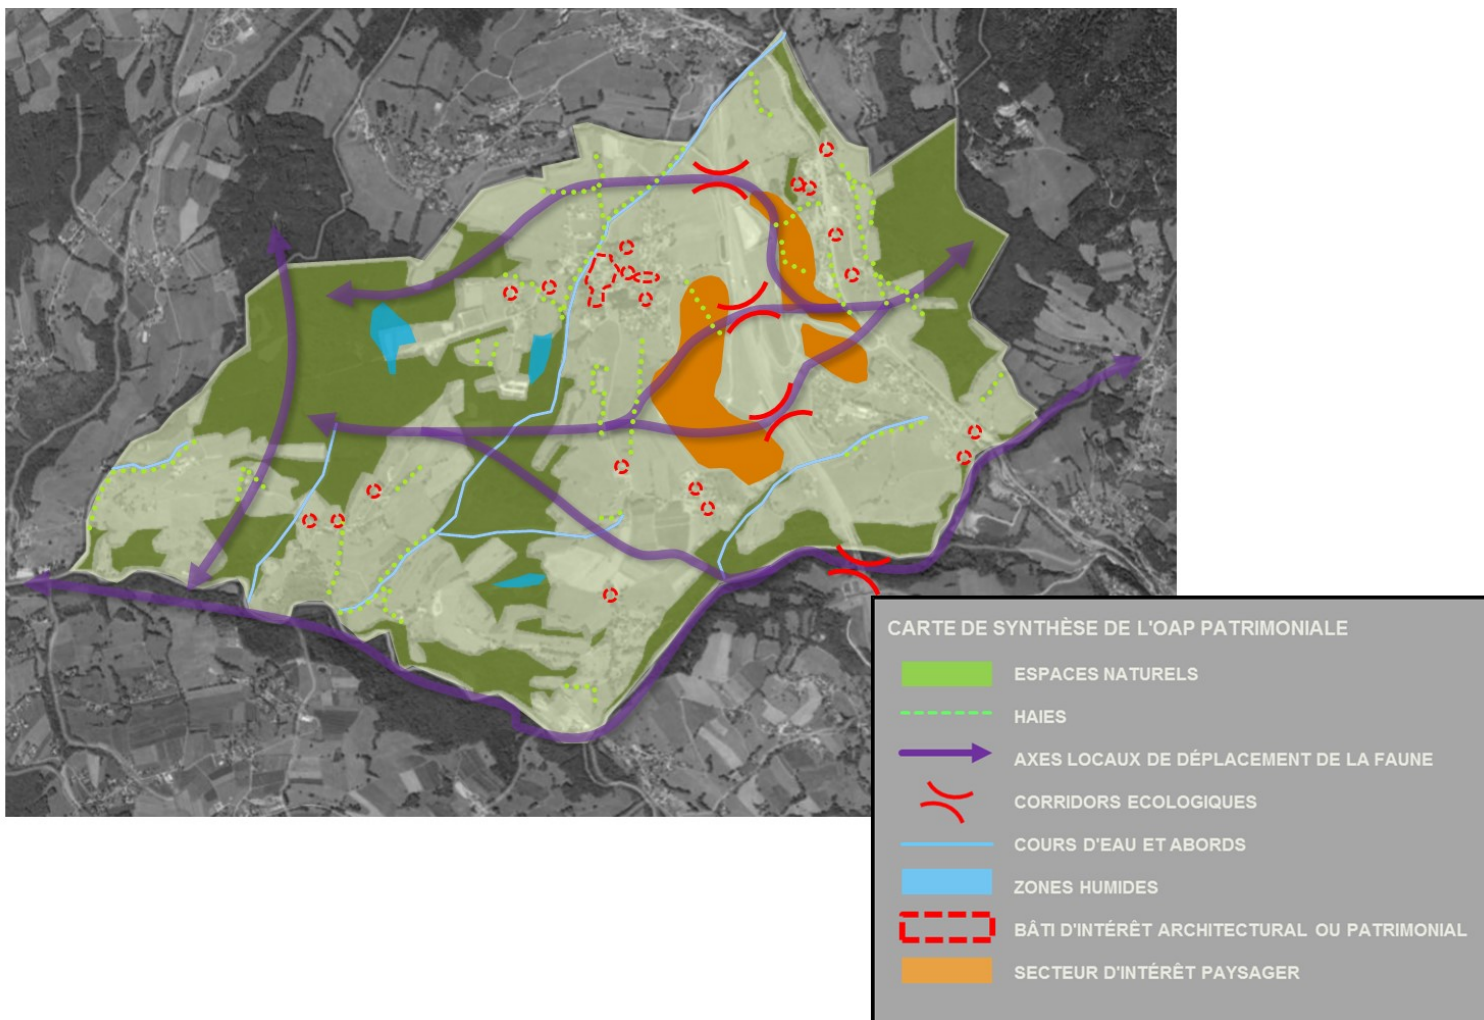 CARTE DE SYNTHÈSE DE L'OAP PATRIMONIALE
ESPACES NATURELS
HAIES
AXES LOCAUX DE DÉPLACEMENT DE LA FAUNE
CORRIDORS ECOLOGIQUES
COURS D'EAU ET ABORDS
ZONES HUMIDES
BÂTI D'INTÉRÊT ARCHITECTURAL OU PATRIMONIAL
SECTEUR D'INTÉRÊT PAYSAGER